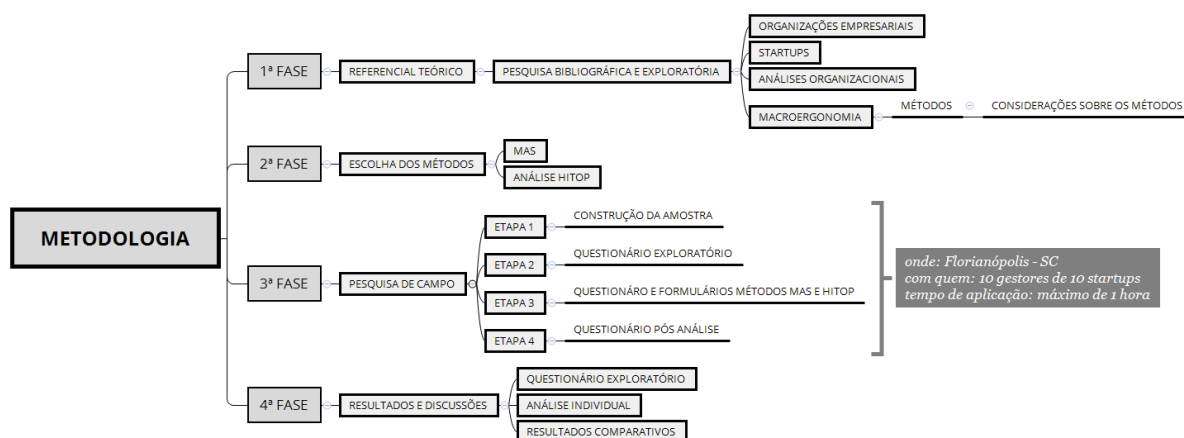 METODOLOGIA
1ª FASE
REFERENCIAL TEÓRICO
PESQUISA BIBLIOGRÁFICA E EXPLORATÓRIA
ORGANIZAÇÕES EMPRESARIAIS
STARTUPS
ANÁLISES ORGANIZACIONAIS
MACROERGONOMIA
MÉTODOS
CONSIDERAÇÕES SOBRE OS MÉTODOS
2ª FASE
ESCOLHA DOS MÉTODOS
MAS
ANÁLISE HITOP
3ª FASE
PESQUISA DE CAMPO
ETAPA 1
CONSTRUÇÃO DA AMOSTRA
ETAPA 2
QUESTIONÁRIO EXPLORATÓRIO
ETAPA 3
QUESTIONÁRO E FORMULÁRIOS MÉTODOS MAS E HITOP
ETAPA 4
QUESTIONÁRIO PÓS ANÁLISE
onde: Florianópolis - SC
com quem: 10 gestores de 10 startups
tempo de aplicação: máximo de 1 hora
4ª FASE
RESULTADOS E DISCUSSÕES
QUESTIONÁRIO EXPLORATÓRIO
ANÁLISE INDIVIDUAL
RESULTADOS COMPARATIVOS